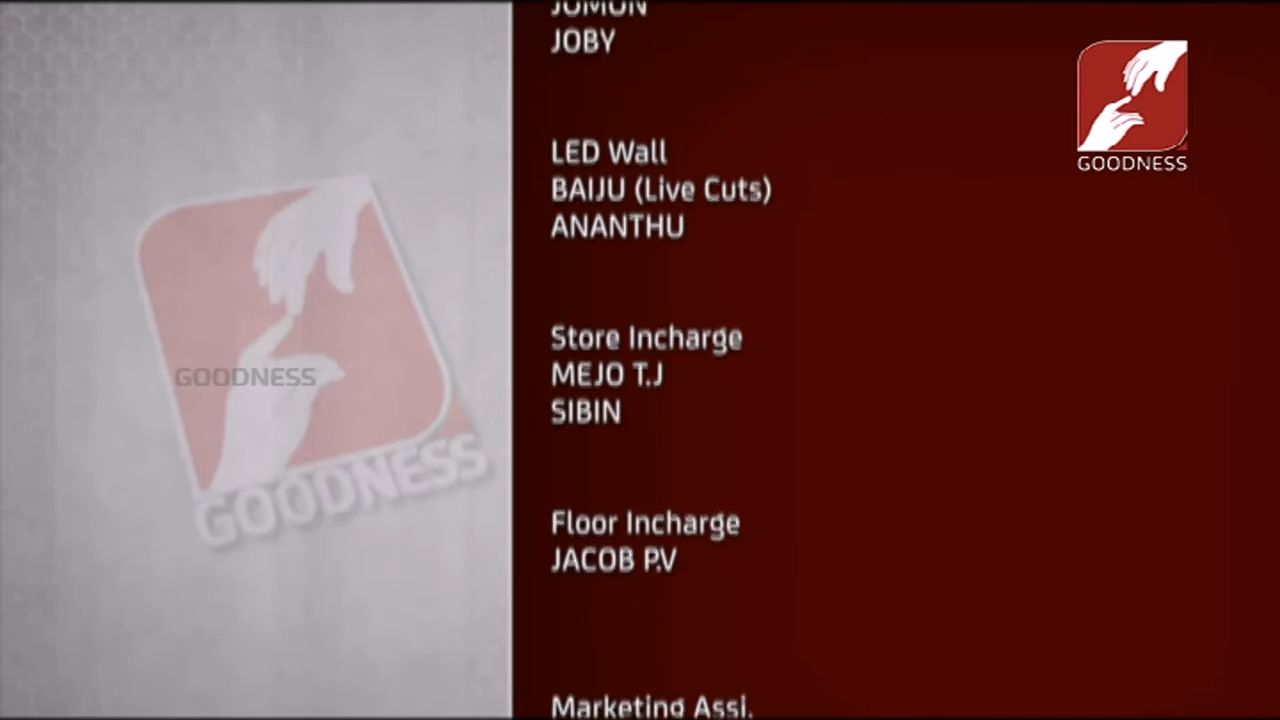 JOMON
JOBY
GOODNESS
LED Wall
BAIJU (Live Cuts)
ANANTHU
Store Incharge
MEJO T.J
SIBIN
GOODNESS
GOODNESS
Floor Incharge
JACOB P.V
Marketing Assi.